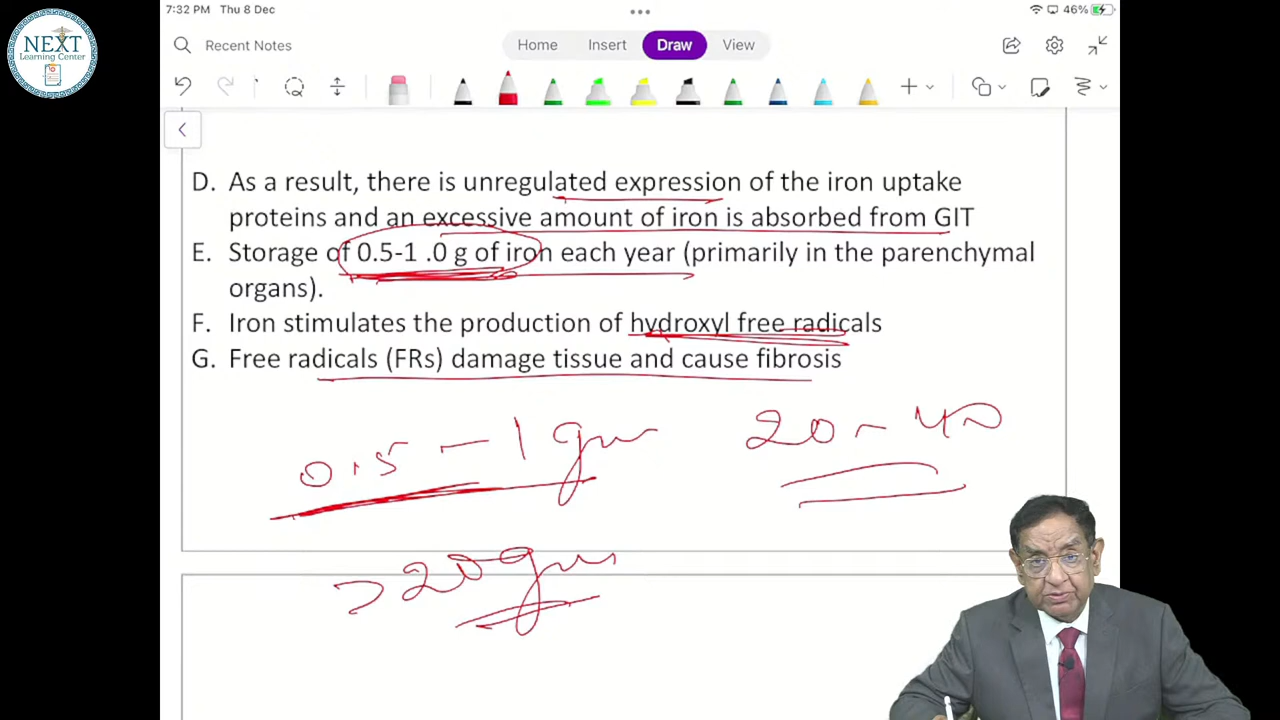 7:32 PM Thu 8 Dec
46%
NEXT
Learning Center
Recent Notes
Home Insert Draw View
D. As a result, there is unregulated expression of the iron uptake
proteins and an excessive amount of iron is absorbed from GIT
E. Storage of 0.5-1 .0 g of iron each year (primarily in the parenchymal
organs).
F. Iron stimulates the production of hydroxyl free radicals
G. Free radicals (FRs) damage tissue and cause fibrosis
0.5 - 1 gm
20 - 40
>20 gms